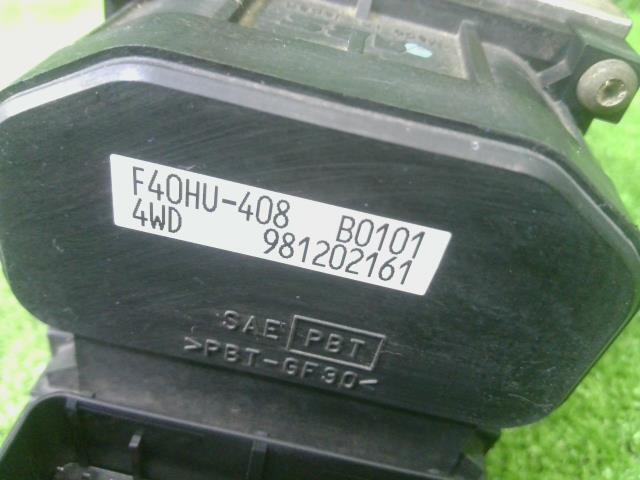 F40HU-408 B0101
4WD 981202161
SAE PBT
>PBT-GF30<